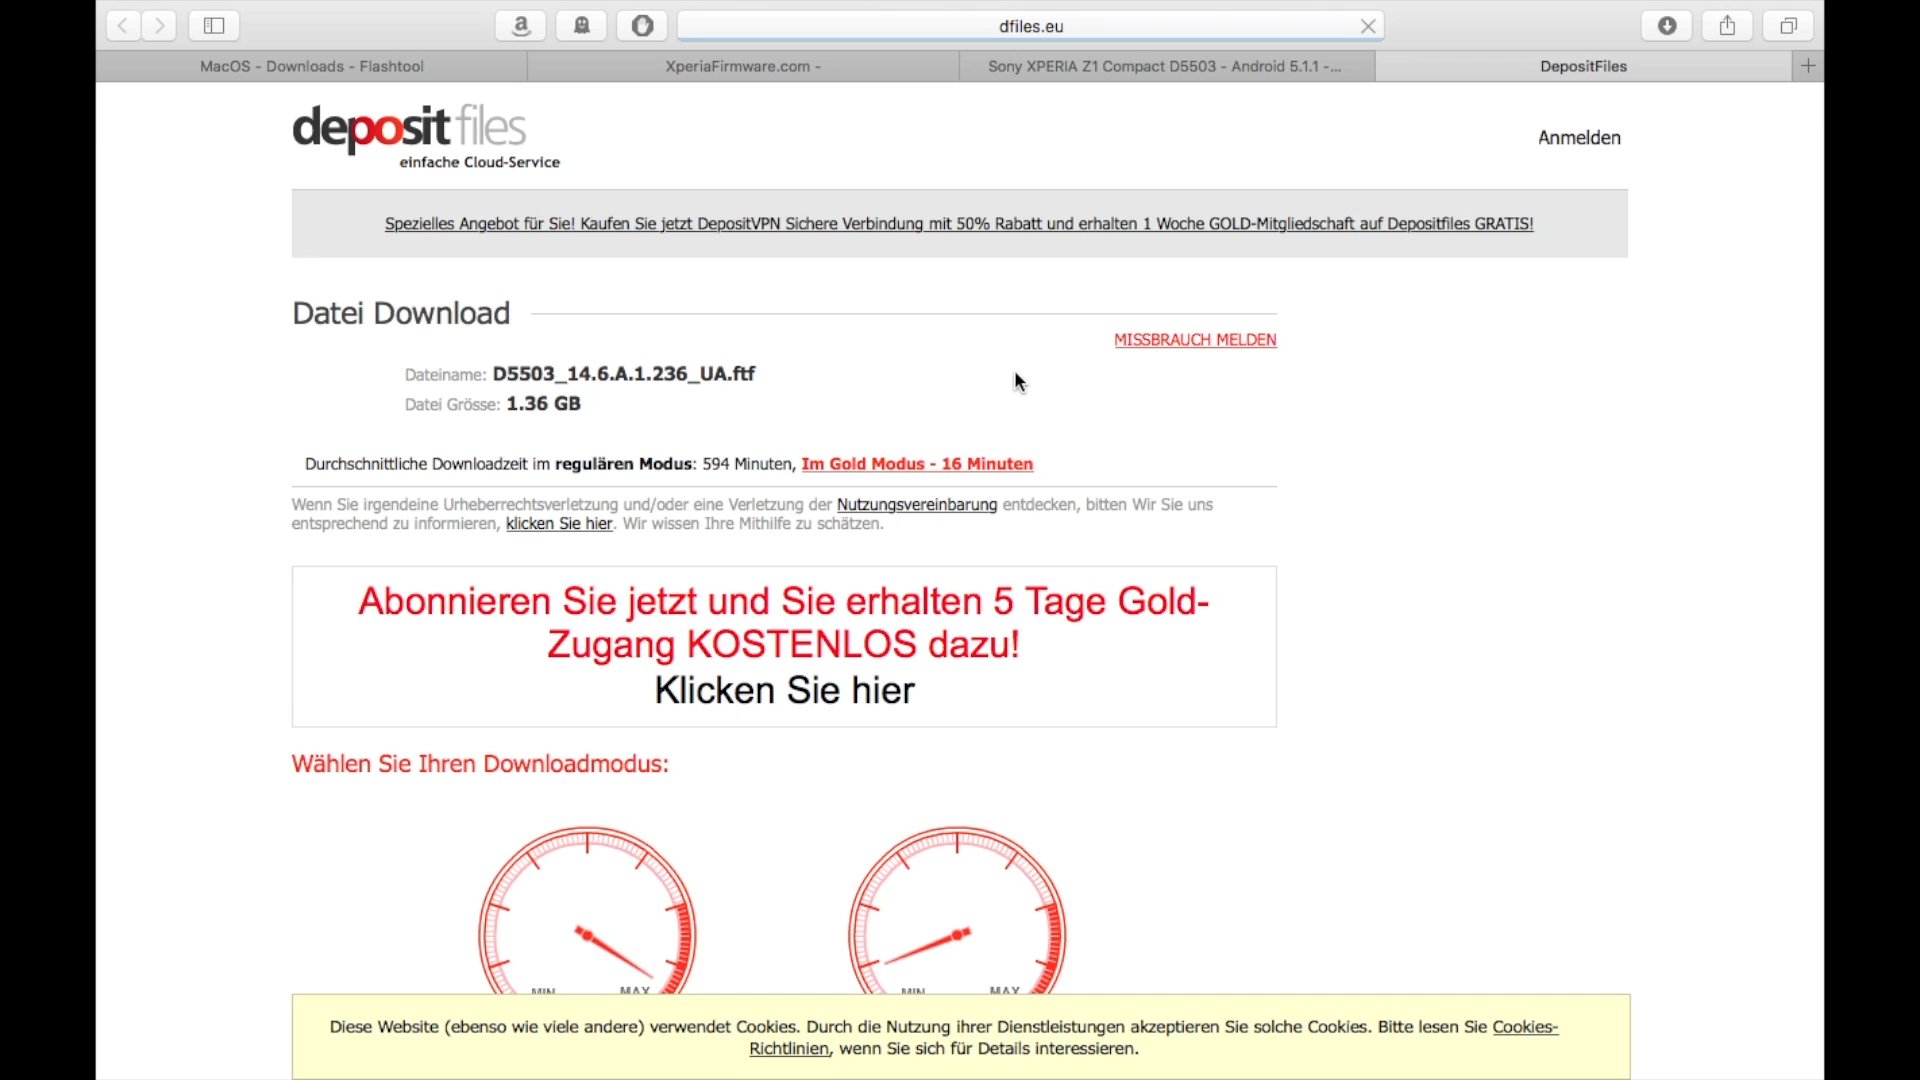 dfiles.eu
MacOS - Downloads - Flashtool
XperiaFirmware.com -
Sony XPERIA Z1 Compact D5503 - Android 5.1.1 -...
DepositFiles
depositfiles
einfache Cloud-Service
Anmelden
Spezielles Angebot für Sie! Kaufen Sie jetzt DepositVPN Sichere Verbindung mit 50% Rabatt und erhalten 1 Woche GOLD-Mitgliedschaft auf Depositfiles GRATIS!
Datei Download
MISSBRAUCH MELDEN
Dateiname: D5503_14.6.A.1.236_UA.ftf
Datei Grösse: 1.36 GB
Durchschnittliche Downloadzeit im regulären Modus: 594 Minuten, Im Gold Modus - 16 Minuten
Wenn Sie irgendeine Urheberrechtsverletzung und/oder eine Verletzung der Nutzungsvereinbarung entdecken, bitten Wir Sie uns
entsprechend zu informieren, klicken Sie hier. Wir wissen Ihre Mithilfe zu schätzen.
Abonnieren Sie jetzt und Sie erhalten 5 Tage Gold-
Zugang KOSTENLOS dazu!
Klicken Sie hier
Wählen Sie Ihren Downloadmodus:
MIN MAX
MIN MAX
Diese Website (ebenso wie viele andere) verwendet Cookies. Durch die Nutzung ihrer Dienstleistungen akzeptieren Sie solche Cookies. Bitte lesen Sie Cookies-
Richtlinien, wenn Sie sich für Details interessieren.